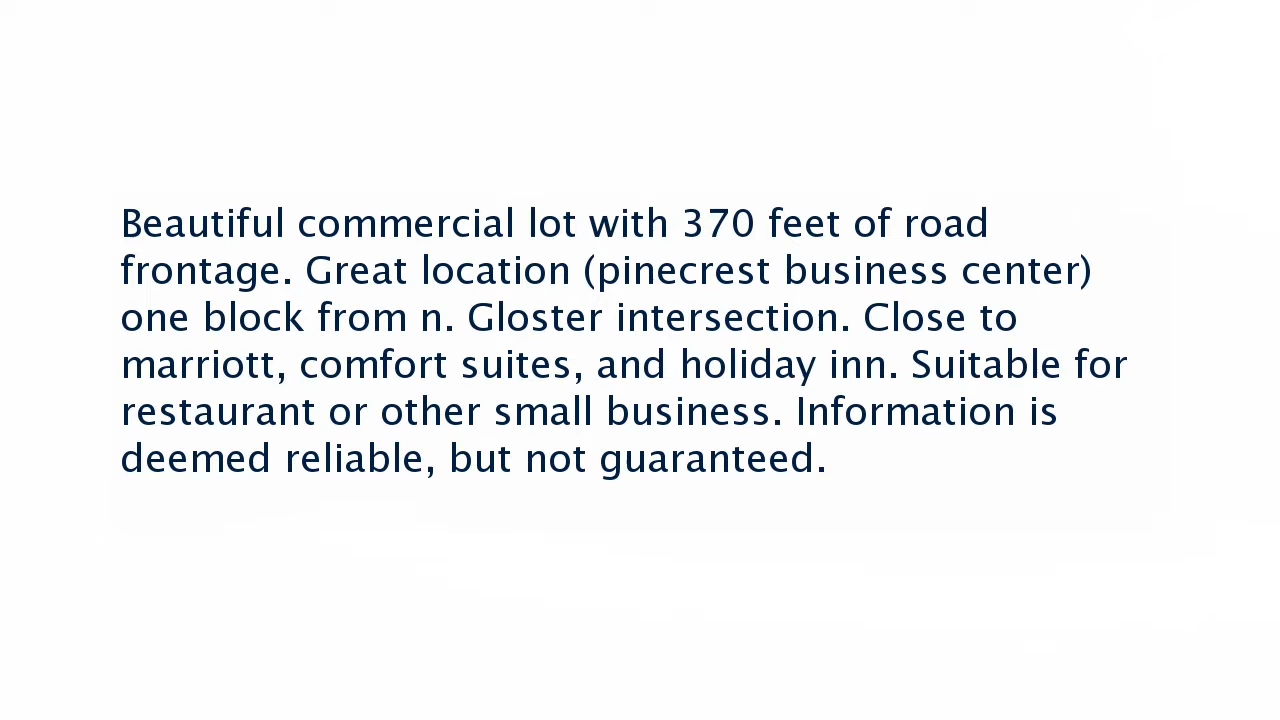 Beautiful commercial lot with 370 feet of road
frontage. Great location (pinecrest business center)
one block from n. Gloster intersection. Close to
marriott, comfort suites, and holiday inn. Suitable for
restaurant or other small business. Information is
deemed reliable, but not guaranteed.